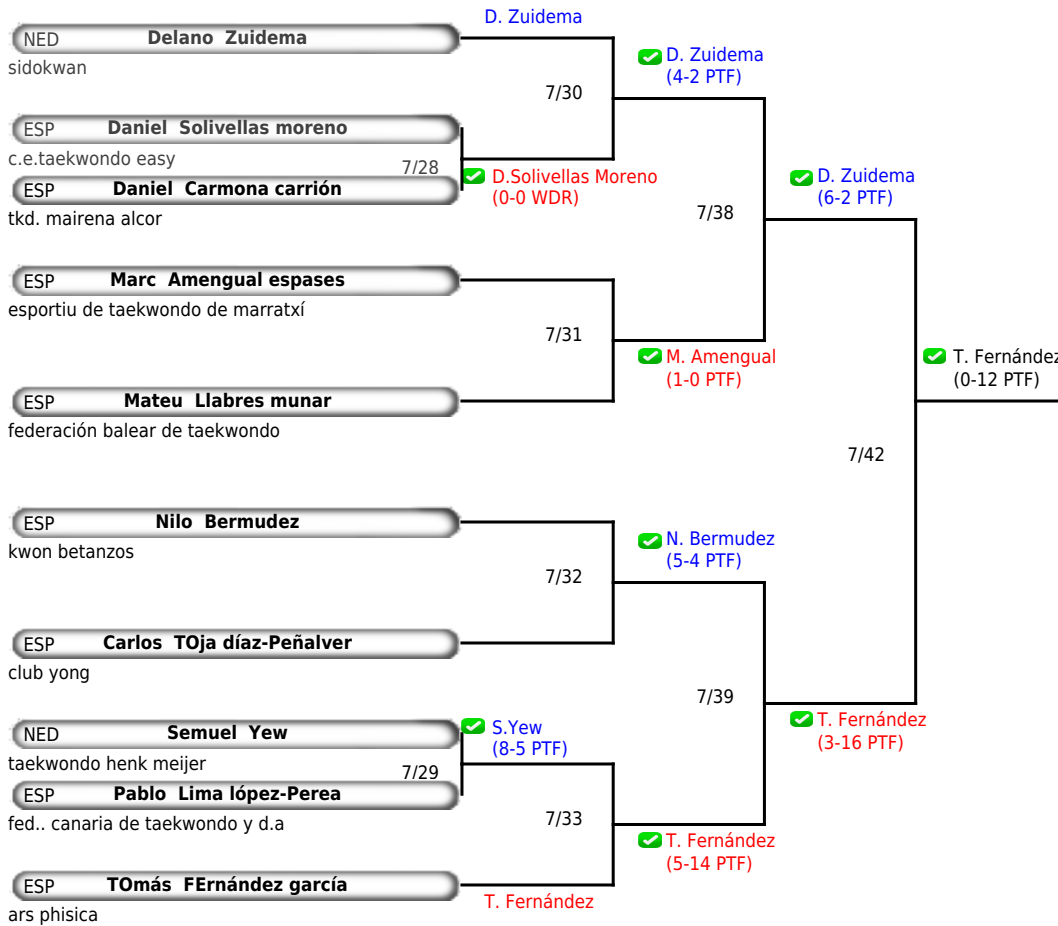 D. Zuidema
NED Delano Zuidema
sidokwan
D. Zuidema
(4-2 PTF)
7/30
ESP Daniel Solivellas moreno
c.e.taekwondo easy
7/28
D.Solivellas Moreno
(0-0 WDR)
ESP Daniel Carmona carrión
tkd. mairena alcor
D. Zuidema
(6-2 PTF)
7/38
ESP Marc Amengual espases
esportiu de taekwondo de marratxí
7/31
M. Amengual
(1-0 PTF)
T. Fernández
(0-12 PTF)
ESP Mateu Llabres munar
federación balear de taekwondo
7/42
ESP Nilo Bermudez
kwon betanzos
N. Bermudez
(5-4 PTF)
7/32
ESP Carlos TOja díaz-Peñalver
club yong
7/39
T. Fernández
(3-16 PTF)
NED Semuel Yew
taekwondo henk meijer
S.Yew
(8-5 PTF)
7/29
ESP Pablo Lima lópez-Perea
fed.. canaria de taekwondo y d.a
7/33
T. Fernández
(5-14 PTF)
ESP TOmás FErnández garcía
ars phisica
T. Fernández